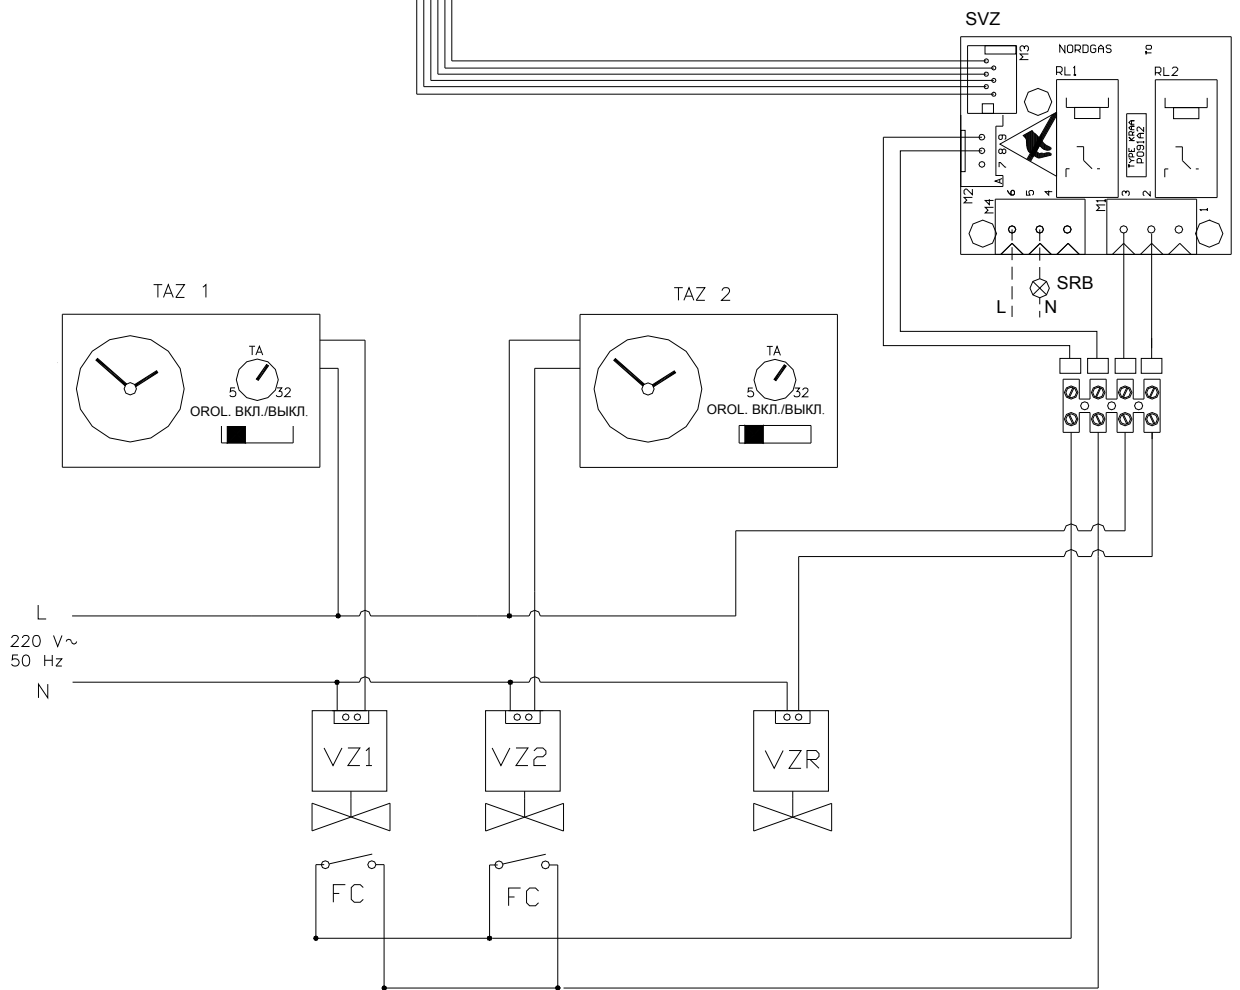 SVZ
NORDGAS
TO
M3
RL1
RL2
TYPE KRAA
P091A2
9
8
7
A
M2
M4
6
5
4
M1
3
2
1
L
N
SRB
TAZ 1
TA
5
32
OROL. ВКЛ./ВЫКЛ.
TAZ 2
TA
5
32
OROL. ВКЛ./ВЫКЛ.
L
220 V~
50 Hz
N
VZ1
VZ2
VZR
FC
FC